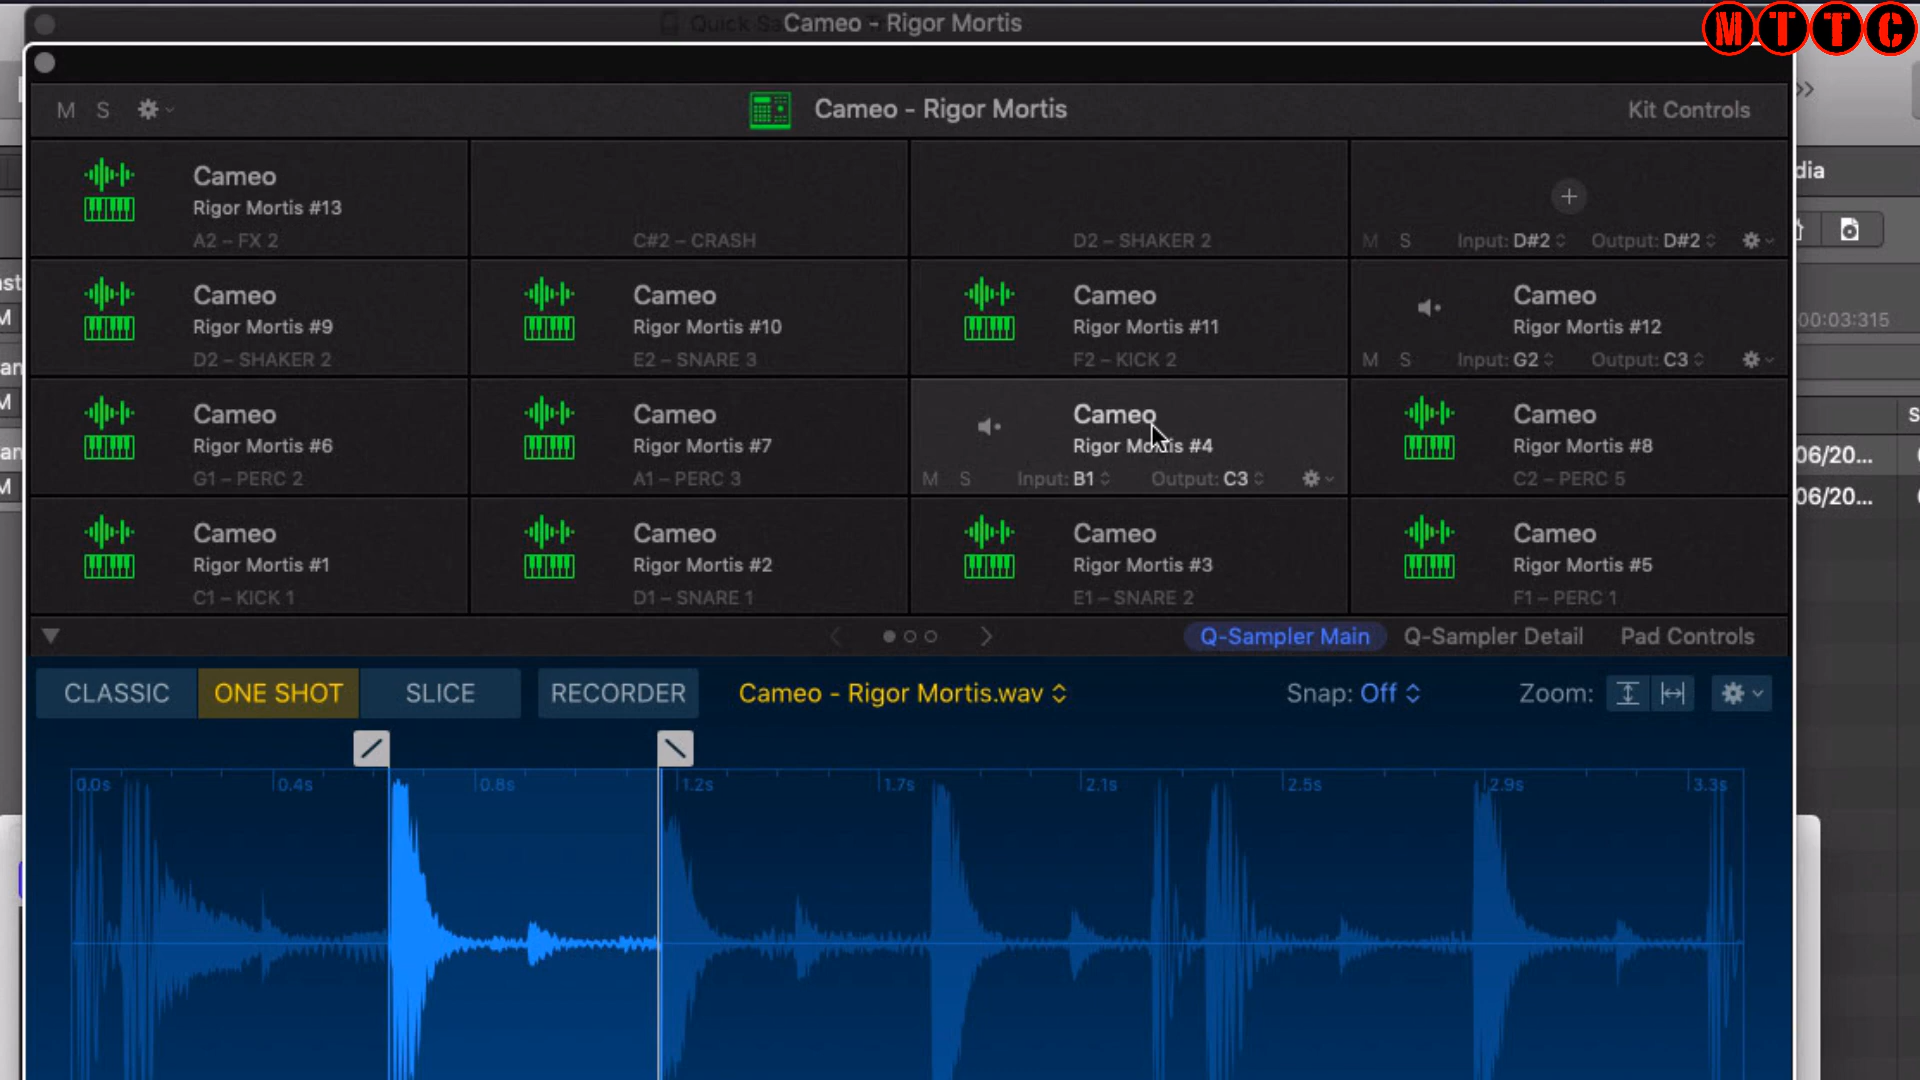 Quick Sa
Cameo - Rigor Mortis
M T T C
M S
Cameo - Rigor Mortis
Kit Controls
Cameo
Rigor Mortis #13
A2 – FX 2
C#2 – CRASH
D2 – SHAKER 2
M S Input: D#2 Output: D#2
dia
Cameo
Rigor Mortis #9
D2 – SHAKER 2
Cameo
Rigor Mortis #10
E2 – SNARE 3
Cameo
Rigor Mortis #11
F2 – KICK 2
Cameo
Rigor Mortis #12
M S Input: G2 Output: C3
00:03:315
Cameo
Rigor Mortis #6
G1 – PERC 2
Cameo
Rigor Mortis #7
A1 – PERC 3
Cameo
Rigor Mortis #4
M S Input: B1 Output: C3
Cameo
Rigor Mortis #8
C2 – PERC 5
06/20...
06/20...
Cameo
Rigor Mortis #1
C1 – KICK 1
Cameo
Rigor Mortis #2
D1 – SNARE 1
Cameo
Rigor Mortis #3
E1 – SNARE 2
Cameo
Rigor Mortis #5
F1 – PERC 1
Q-Sampler Main Q-Sampler Detail Pad Controls
CLASSIC ONE SHOT SLICE RECORDER Cameo - Rigor Mortis.wav Snap: Off Zoom:
0.0s 0.4s 0.8s 1.2s 1.7s 2.1s 2.5s 2.9s 3.3s